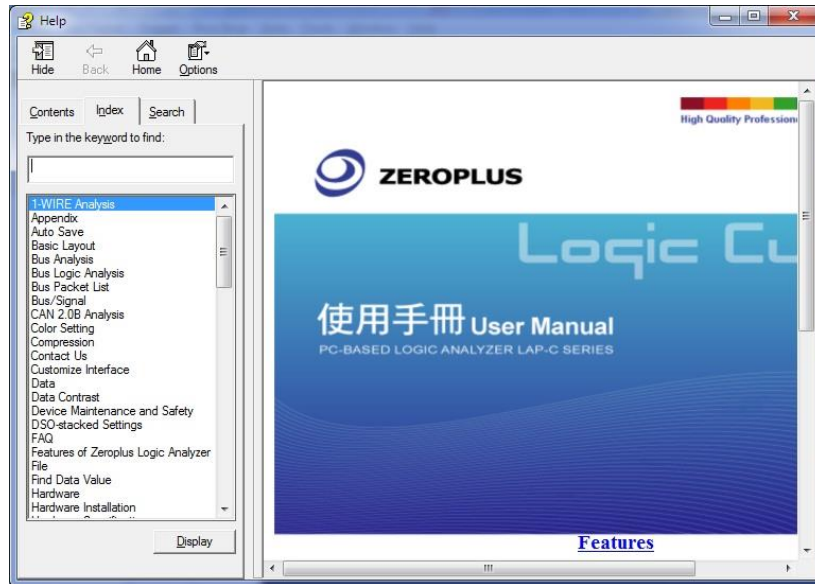 Help
Hide
Back
Home
Options
Contents
Index
Search
Type in the keyword to find:
1-WIRE Analysis
Appendix
Auto Save
Basic Layout
Bus Analysis
Bus Logic Analysis
Bus Packet List
Bus/Signal
CAN 2.0B Analysis
Color Setting
Compression
Contact Us
Customize Interface
Data
Data Contrast
Device Maintenance and Safety
DSO-stacked Settings
FAQ
Features of Zeroplus Logic Analyzer
File
Find Data Value
Hardware
Hardware Installation
Display
High Quality Profession
ZEROPLUS
Logic Cu
使用手冊 User Manual
PC-BASED LOGIC ANALYZER LAP-C SERIES
Features